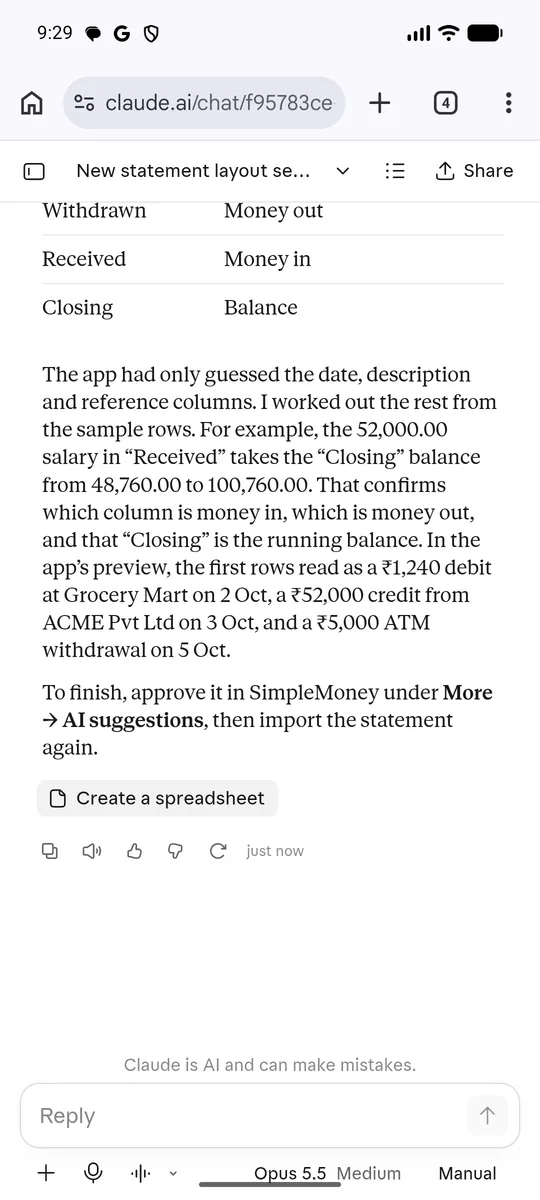 9:29
claude.ai/chat/f95783ce
4
New statement layout se...
Share
Withdrawn Money out
Received Money in
Closing Balance
The app had only guessed the date, description
and reference columns. I worked out the rest from
the sample rows. For example, the 52,000.00
salary in “Received” takes the “Closing” balance
from 48,760.00 to 100,760.00. That confirms
which column is money in, which is money out,
and that “Closing” is the running balance. In the
app’s preview, the first rows read as a ₹1,240 debit
at Grocery Mart on 2 Oct, a ₹52,000 credit from
ACME Pvt Ltd on 3 Oct, and a ₹5,000 ATM
withdrawal on 5 Oct.
To finish, approve it in SimpleMoney under More
→ AI suggestions, then import the statement
again.
Create a spreadsheet
just now
Claude is AI and can make mistakes.
Reply
Opus 5.5 Medium Manual